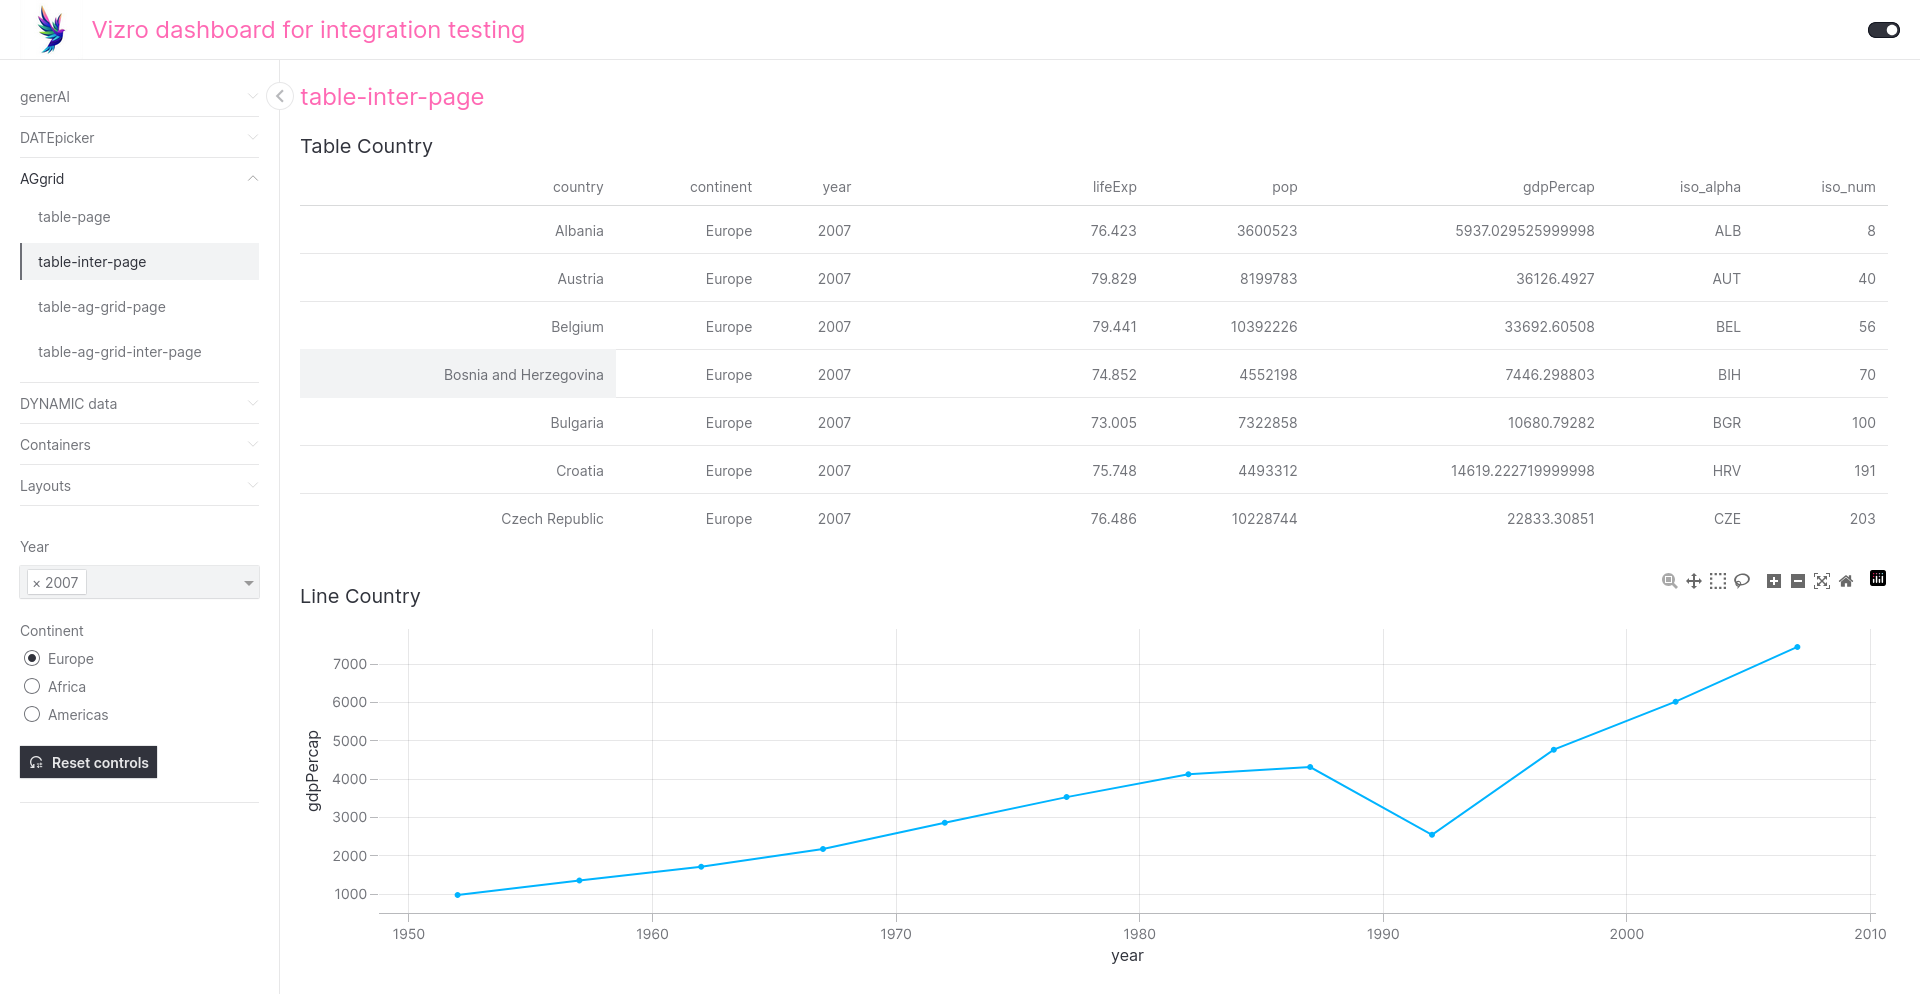 Vizro dashboard for integration testing
generAI
DATEpicker
AGgrid
table-page
table-inter-page
table-ag-grid-page
table-ag-grid-inter-page
DYNAMIC data
Containers
Layouts
Year
× 2007
Continent
Europe
Africa
Americas
Reset controls
table-inter-page
Table Country
country continent year lifeExp pop gdpPercap iso_alpha iso_num
Albania Europe 2007 76.423 3600523 5937.029525999998 ALB 8
Austria Europe 2007 79.829 8199783 36126.4927 AUT 40
Belgium Europe 2007 79.441 10392226 33692.60508 BEL 56
Bosnia and Herzegovina Europe 2007 74.852 4552198 7446.298803 BIH 70
Bulgaria Europe 2007 73.005 7322858 10680.79282 BGR 100
Croatia Europe 2007 75.748 4493312 14619.222719999998 HRV 191
Czech Republic Europe 2007 76.486 10228744 22833.30851 CZE 203
Line Country
gdpPercap
7000
6000
5000
4000
3000
2000
1000
1950 1960 1970 1980 1990 2000 2010
year